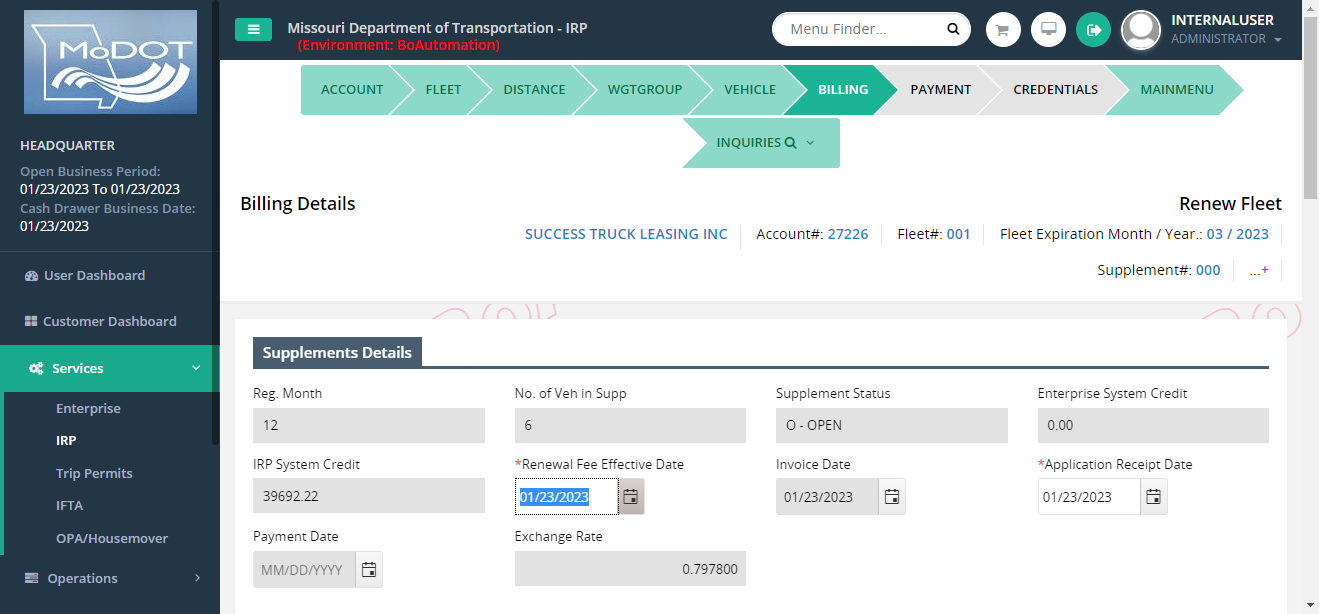 MoDOT
HEADQUARTER
Open Business Period:
01/23/2023 To 01/23/2023
Cash Drawer Business Date:
01/23/2023
User Dashboard
Customer Dashboard
Services
Enterprise
IRP
Trip Permits
IFTA
OPA/Housemover
Operations
Missouri Department of Transportation - IRP
(Environment: BoAutomation)
Menu Finder...
INTERNALUSER
ADMINISTRATOR
ACCOUNT FLEET DISTANCE WGTGROUP VEHICLE BILLING PAYMENT CREDENTIALS MAINMENU
INQUIRIES
Billing Details Renew Fleet
SUCCESS TRUCK LEASING INC Account#: 27226 Fleet#: 001 Fleet Expiration Month / Year.: 03 / 2023
Supplement#: 000 ...+
Supplements Details
Reg. Month No. of Veh in Supp Supplement Status Enterprise System Credit
12 6 O - OPEN 0.00
IRP System Credit *Renewal Fee Effective Date Invoice Date *Application Receipt Date
39692.22 01/23/2023 01/23/2023 01/23/2023
Payment Date Exchange Rate
MM/DD/YYYY 0.797800